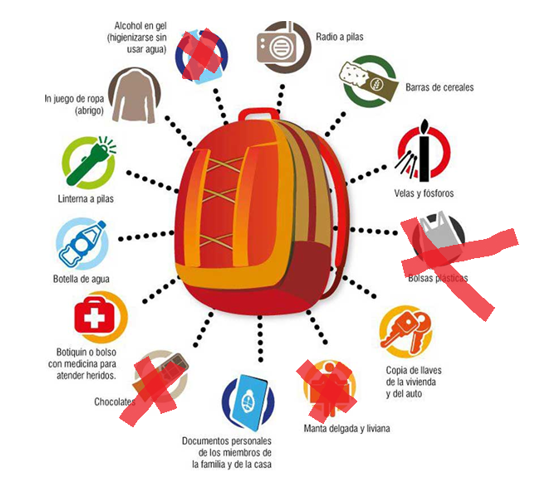 Alcohol en gel
(higienizarse sin
usar agua)
Radio a pilas
Barras de cereales
Velas y fósforos
Bolsas plásticas
Copia de llaves
de la vivienda
y del auto
Manta delgada y liviana
Documentos personales
de los miembros de
la familia y de la casa
Chocolates
Botiquin o bolso
con medicina para
atender heridos.
Botella de agua
Linterna a pilas
In juego de ropa
(abrigo)